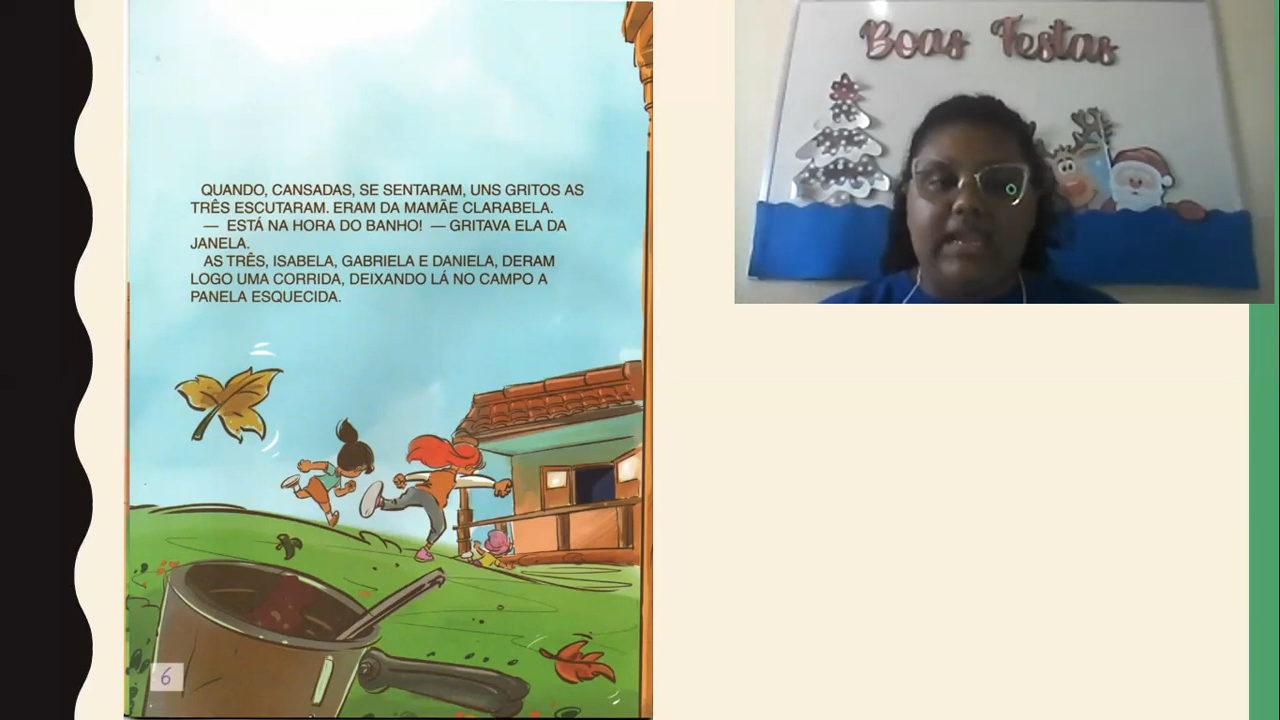 QUANDO, CANSADAS, SE SENTARAM, UNS GRITOS AS
TRÊS ESCUTARAM. ERAM DA MAMÃE CLARABELA.
— ESTÁ NA HORA DO BANHO! — GRITAVA ELA DA
JANELA.
AS TRÊS, ISABELA, GABRIELA E DANIELA, DERAM
LOGO UMA CORRIDA, DEIXANDO LÁ NO CAMPO A
PANELA ESQUECIDA.
6
Boas Festas